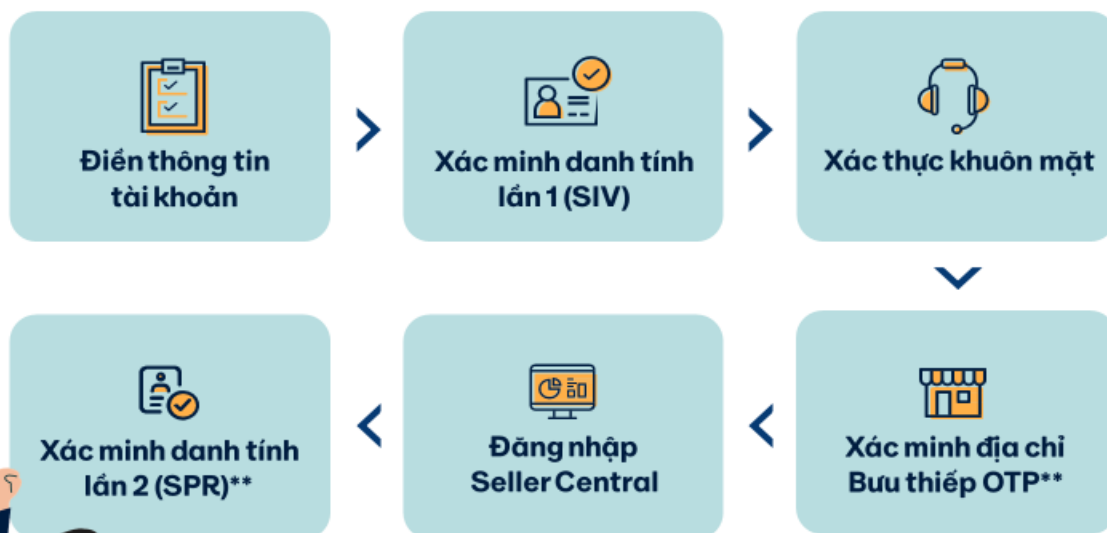 Điền thông tin
tài khoản
Xác minh danh tính
lần 1 (SIV)
Xác thực khuôn mặt
Xác minh địa chỉ
Bưu thiếp OTP**
Đăng nhập
Seller Central
Xác minh danh tính
lần 2 (SPR)**